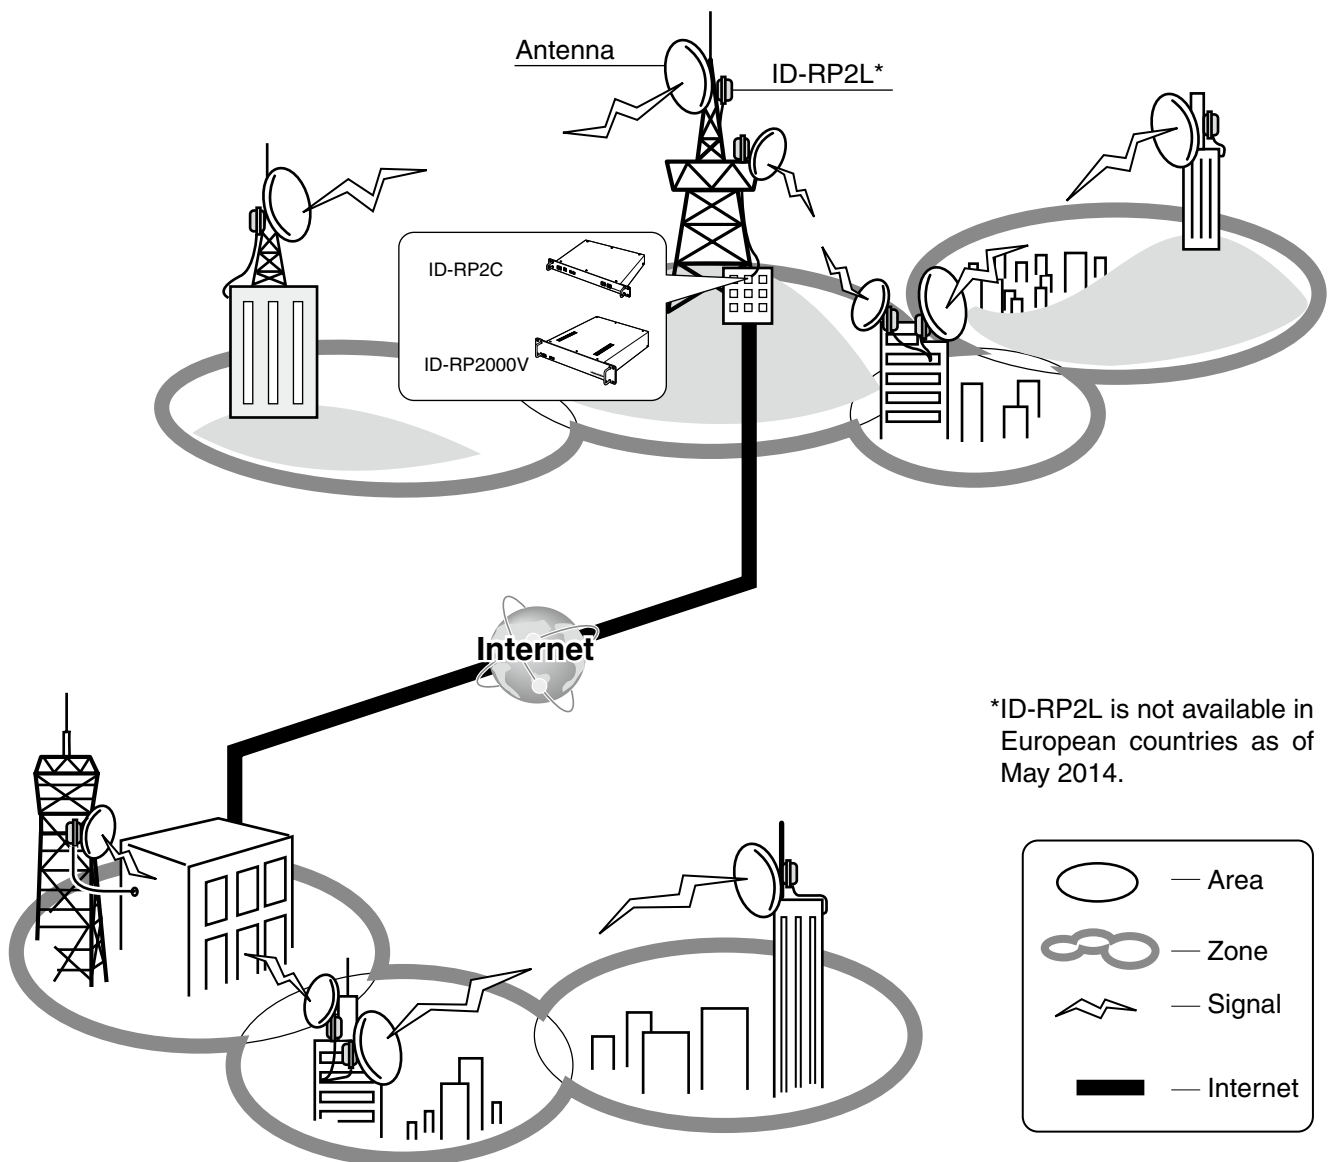 Antenna
ID-RP2L*
ID-RP2C
ID-RP2000V
Internet
*ID-RP2L is not available in
European countries as of
May 2014.
— Area
— Zone
— Signal
— Internet